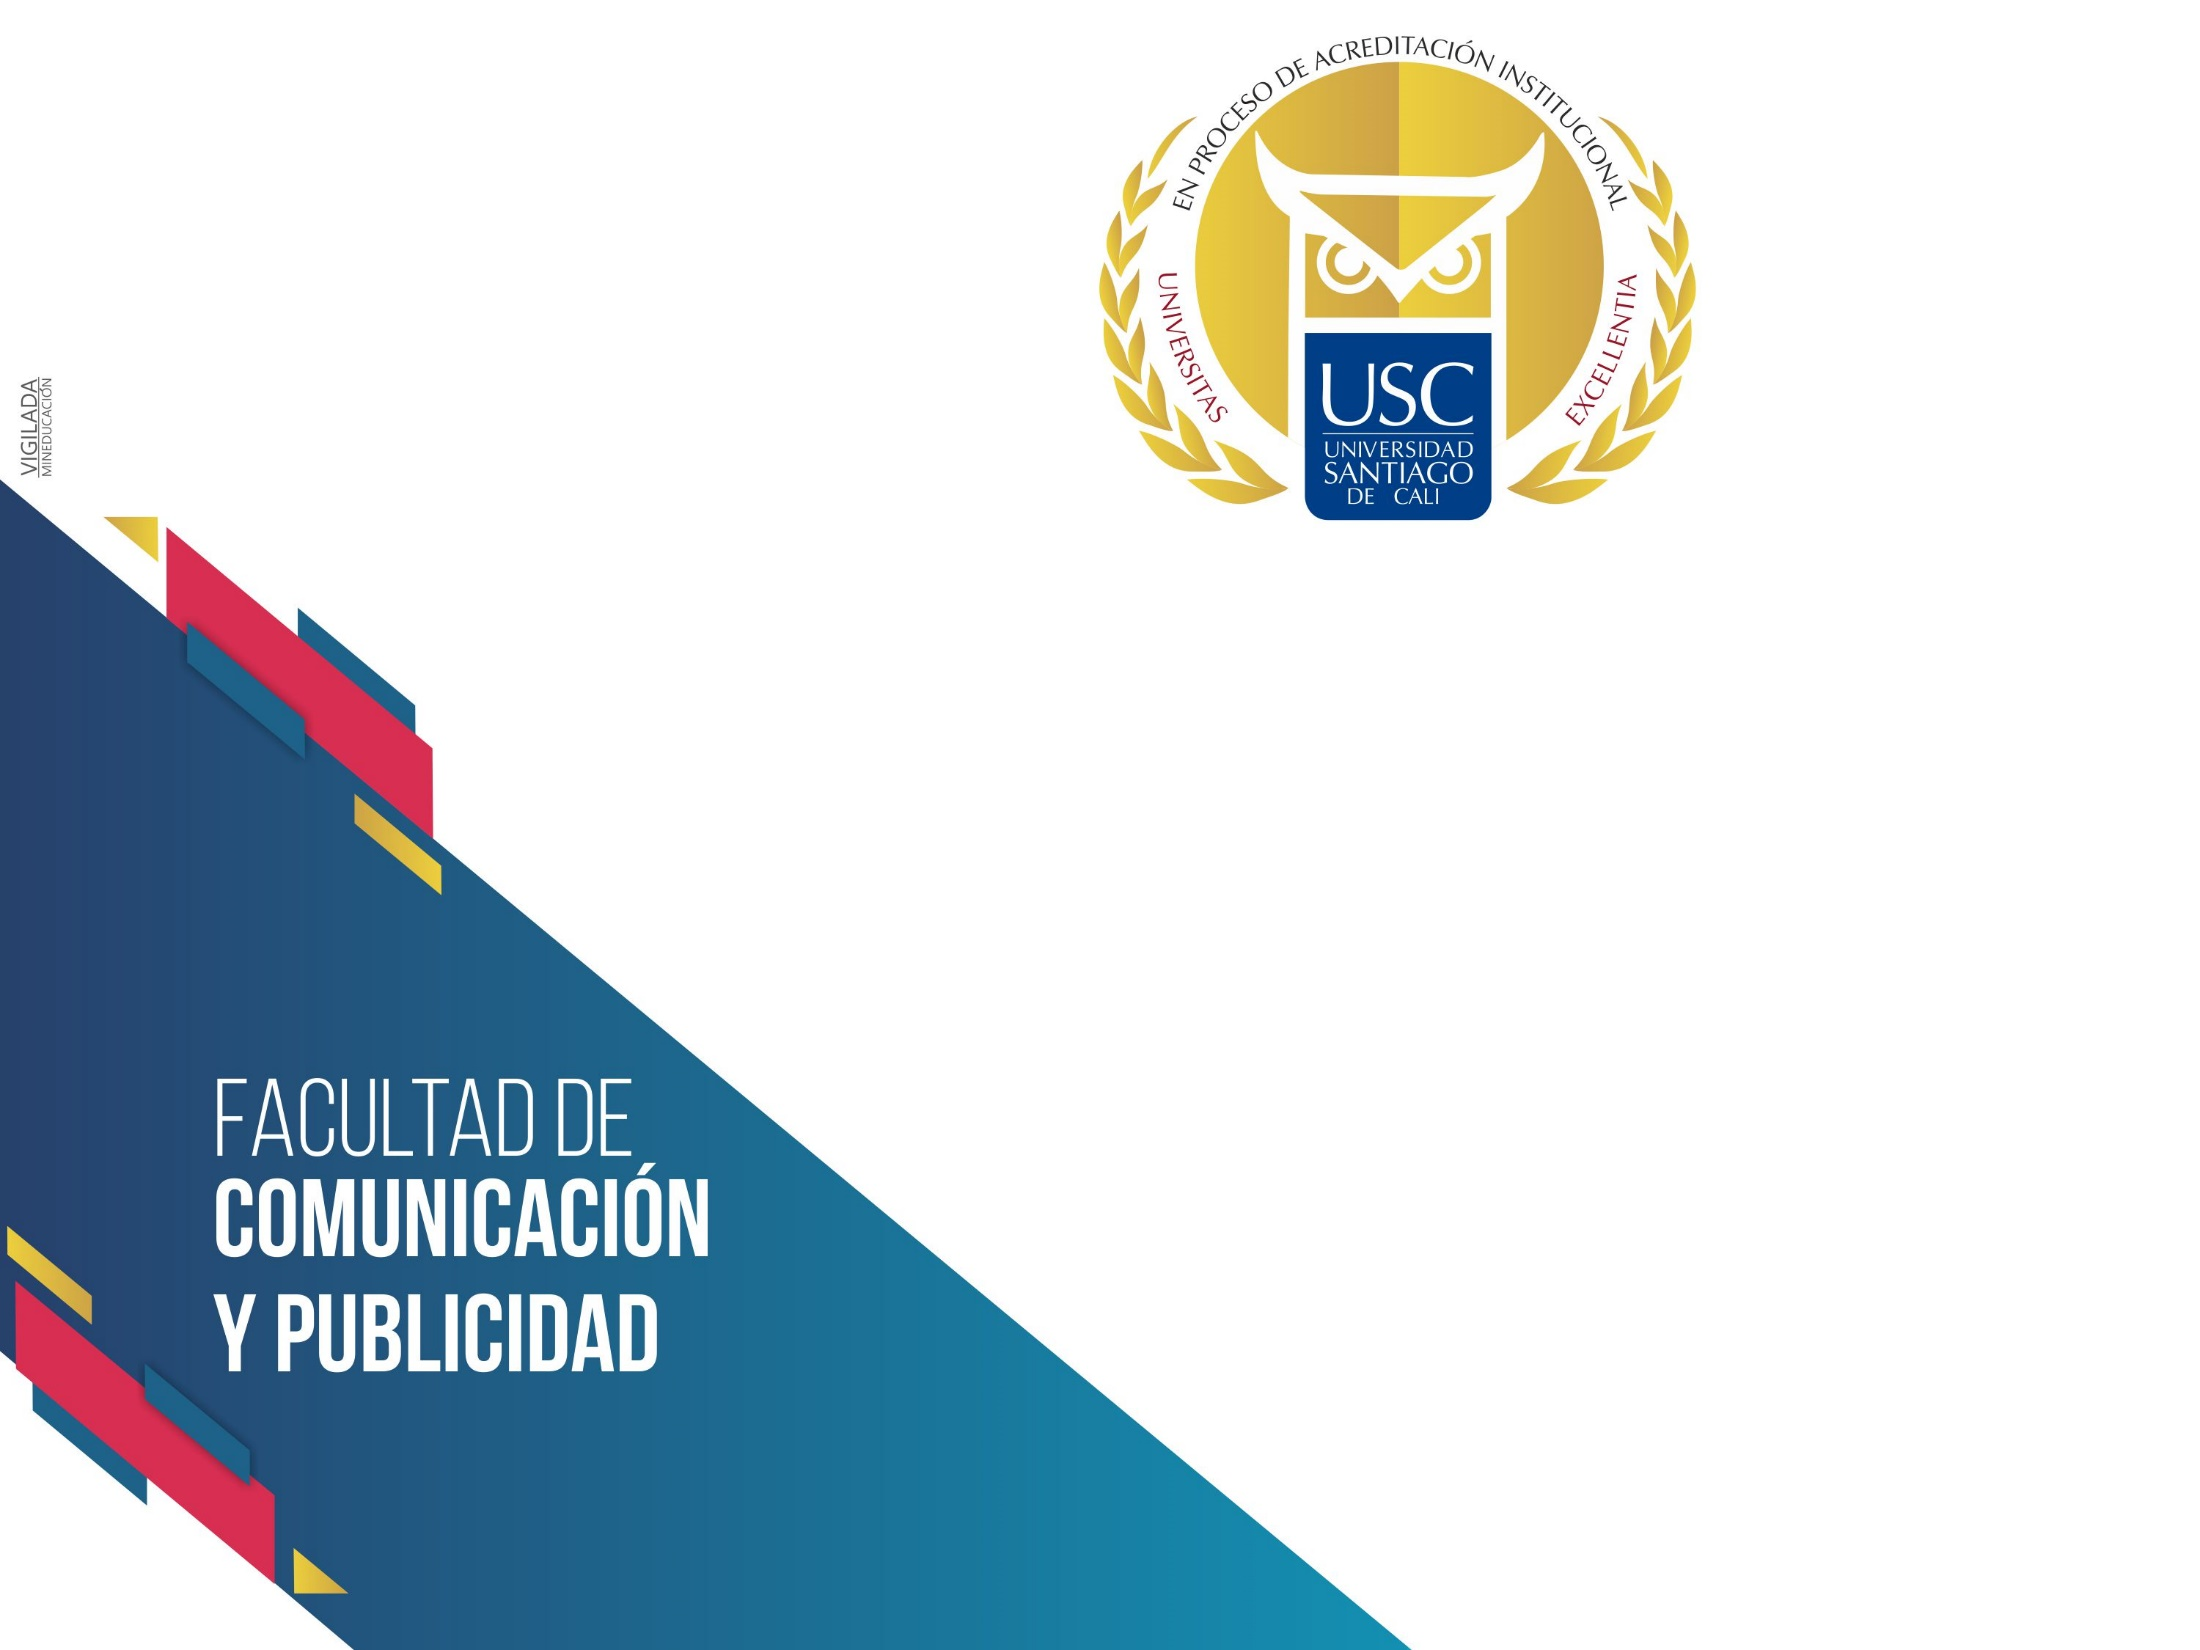 EN PROCESO DE ACREDITACIÓN INSTITUCIONAL
UNIVERSITAS
EXCELLENTIA
USC
UNIVERSIDAD
SANTIAGO
DE CALI
VIGILADA
MINEDUCACIÓN
FACULTAD DE
COMUNICACIÓN
Y PUBLICIDAD